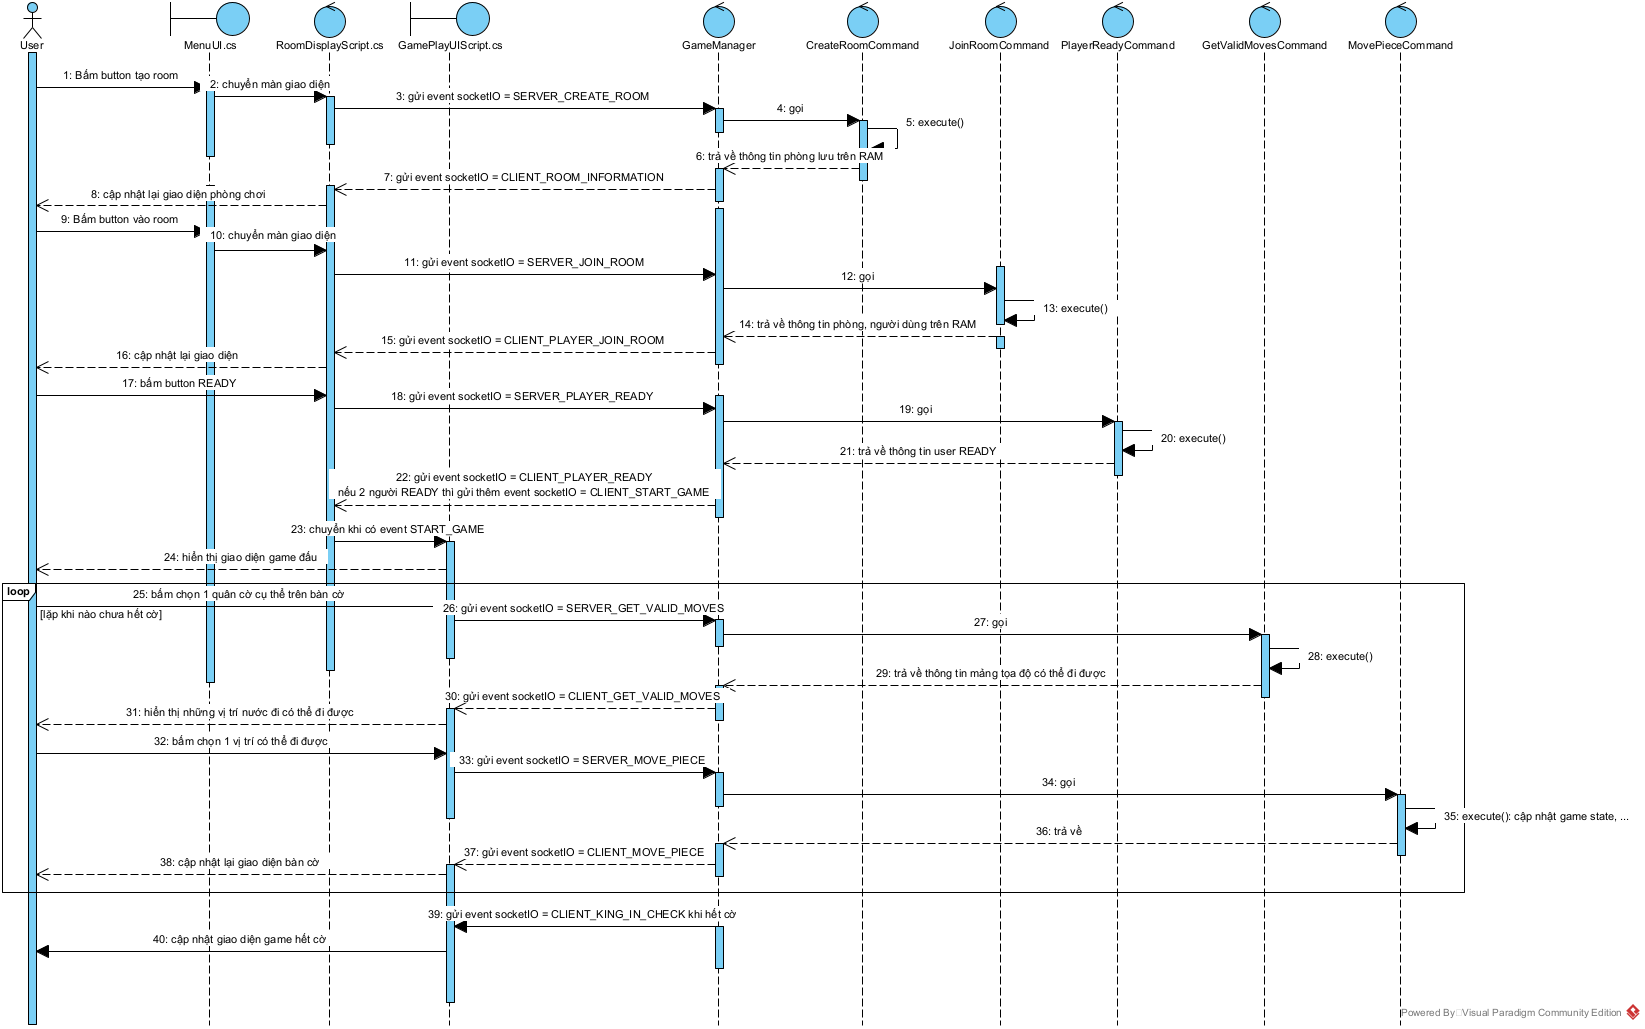 User
MenuUI.cs
RoomDisplayScript.cs
GamePlayUIScript.cs
GameManager
CreateRoomCommand
JoinRoomCommand
PlayerReadyCommand
GetValidMovesCommand
MovePieceCommand
1: Bấm button tạo room
2: chuyển màn giao diện
3: gửi event socketIO = SERVER_CREATE_ROOM
4: gọi
5: execute()
6: trả về thông tin phòng lưu trên RAM
7: gửi event socketIO = CLIENT_ROOM_INFORMATION
8: cập nhật lại giao diện phòng chơi
9: Bấm button vào room
10: chuyển màn giao diện
11: gửi event socketIO = SERVER_JOIN_ROOM
12: gọi
13: execute()
14: trả về thông tin phòng, người dùng trên RAM
15: gửi event socketIO = CLIENT_PLAYER_JOIN_ROOM
16: cập nhật lại giao diện
17: bấm button READY
18: gửi event socketIO = SERVER_PLAYER_READY
19: gọi
20: execute()
21: trả về thông tin user READY
22: gửi event socketIO = CLIENT_PLAYER_READY
nếu 2 người READY thì gửi thêm event socketIO = CLIENT_START_GAME
23: chuyển khi có event START_GAME
24: hiển thị giao diện game đấu
loop
25: bấm chọn 1 quân cờ cụ thể trên bàn cờ
[lặp khi nào chưa hết cờ]
26: gửi event socketIO = SERVER_GET_VALID_MOVES
27: gọi
28: execute()
29: trả về thông tin mảng tọa độ có thể đi được
30: gửi event socketIO = CLIENT_GET_VALID_MOVES
31: hiển thị những vị trí nước đi có thể đi được
32: bấm chọn 1 vị trí có thể đi được
33: gửi event socketIO = SERVER_MOVE_PIECE
34: gọi
35: execute(): cập nhật game state, ...
36: trả về
37: gửi event socketIO = CLIENT_MOVE_PIECE
38: cập nhật lại giao diện bàn cờ
39: gửi event socketIO = CLIENT_KING_IN_CHECK khi hết cờ
40: cập nhật giao diện game hết cờ
Powered By Visual Paradigm Community Edition